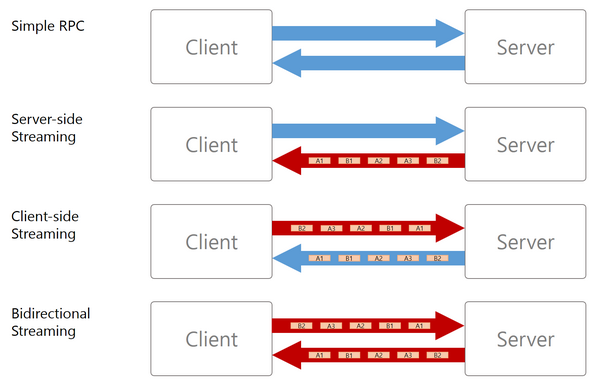 Simple RPC
Client
Server
Server-side
Streaming
Client
Server
A1 B1 A2 A3 B2
Client-side
Streaming
Client
Server
B2 A3 A2 B1 A1
A1 B1 A2 A3 B2
Bidirectional
Streaming
Client
Server
B2 A3 A2 B1 A1
A1 B1 A2 A3 B2